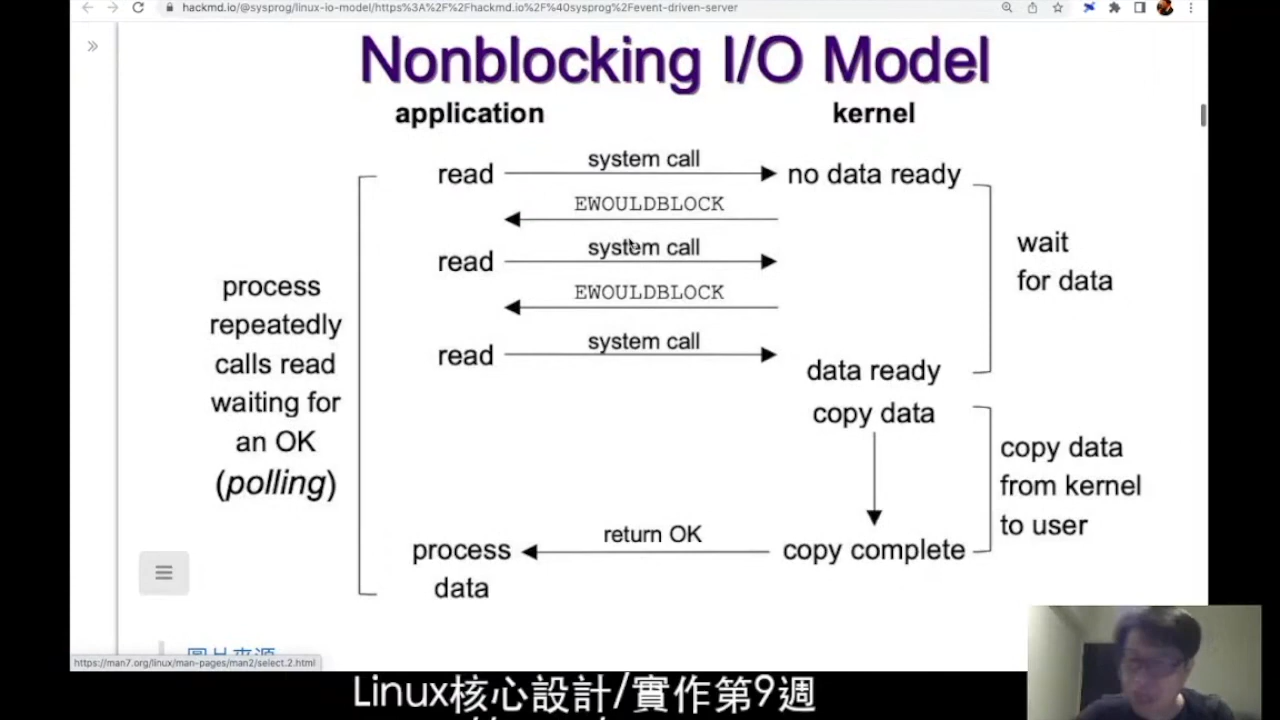 hackmd.io/@sysprog/linux-io-model/https%3A%2F%2Fhackmd.io%2F%40sysprog%2Fevent-driven-server
Nonblocking I/O Model
application
kernel
read
system call
no data ready
EWOULDBLOCK
read
system call
EWOULDBLOCK
read
system call
data ready
wait
for data
process
repeatedly
calls read
waiting for
an OK
(polling)
copy data
copy data
from kernel
to user
return OK
process
data
copy complete
圖片來源
https://man7.org/linux/man-pages/man2/select.2.html
Linux核心設計/實作第9週